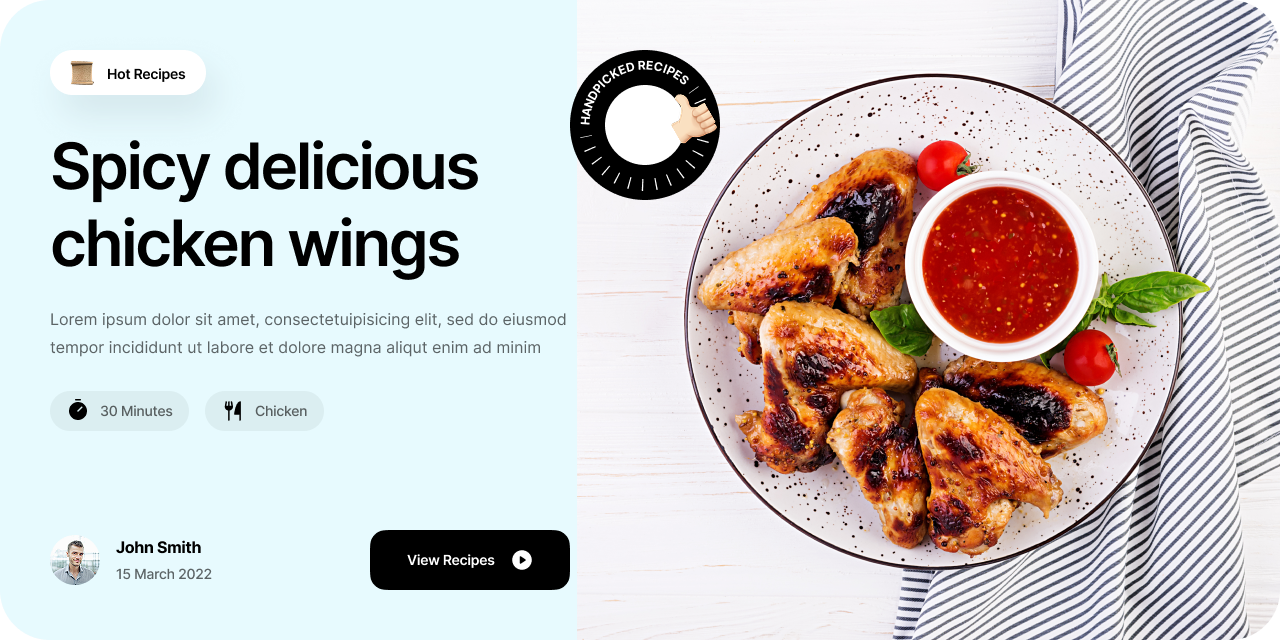 Hot Recipes
HANDPICKED RECIPES
Spicy delicious
chicken wings
Lorem ipsum dolor sit amet, consectetuipisicing elit, sed do eiusmod
tempor incididunt ut labore et dolore magna aliqut enim ad minim
30 Minutes
Chicken
John Smith
15 March 2022
View Recipes